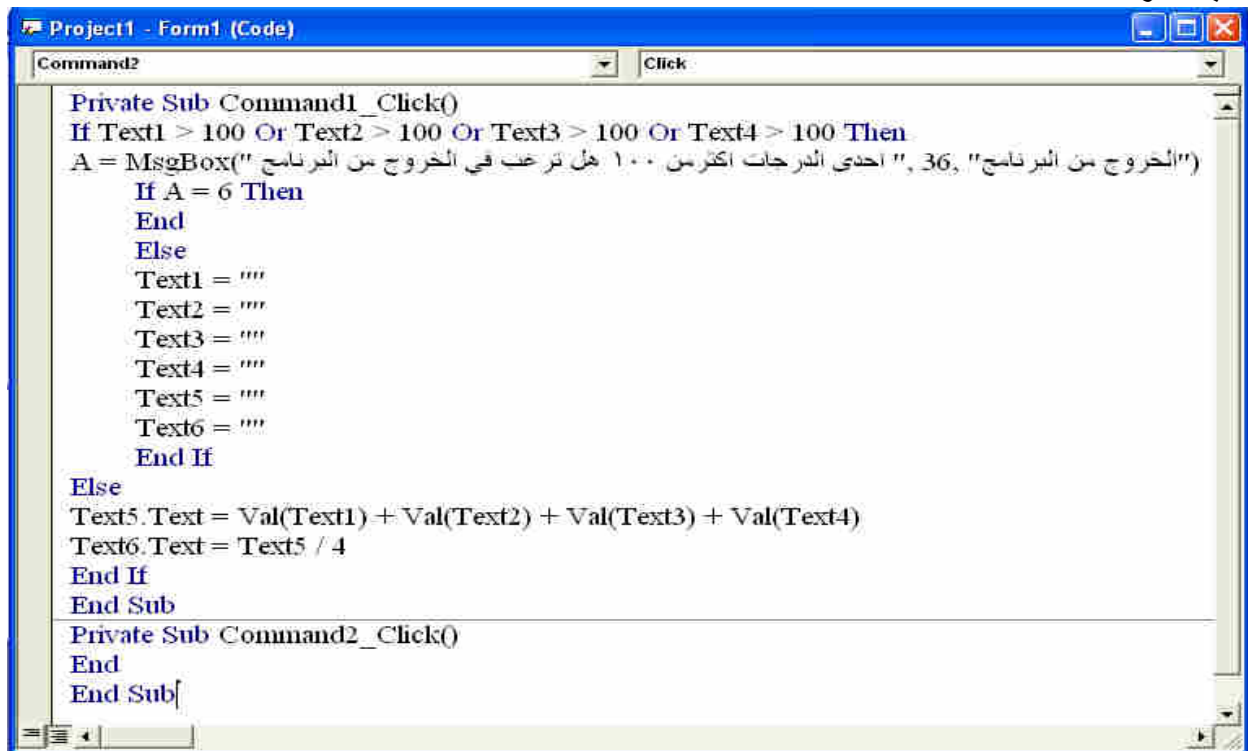 Project1 - Form1 (Code)
Command2 Click
Private Sub Command1_Click()
If Text1 > 100 Or Text2 > 100 Or Text3 > 100 Or Text4 > 100 Then
A = MsgBox(" احدى الدرجات اكثرمن ١٠٠ هل ترغب في الخروج من البرنامج ", 36, "الخروج من البرنامج")
If A = 6 Then
End
Else
Text1 = ""
Text2 = ""
Text3 = ""
Text4 = ""
Text5 = ""
Text6 = ""
End If
Else
Text5.Text = Val(Text1) + Val(Text2) + Val(Text3) + Val(Text4)
Text6.Text = Text5 / 4
End If
End Sub
Private Sub Command2_Click()
End
End Sub